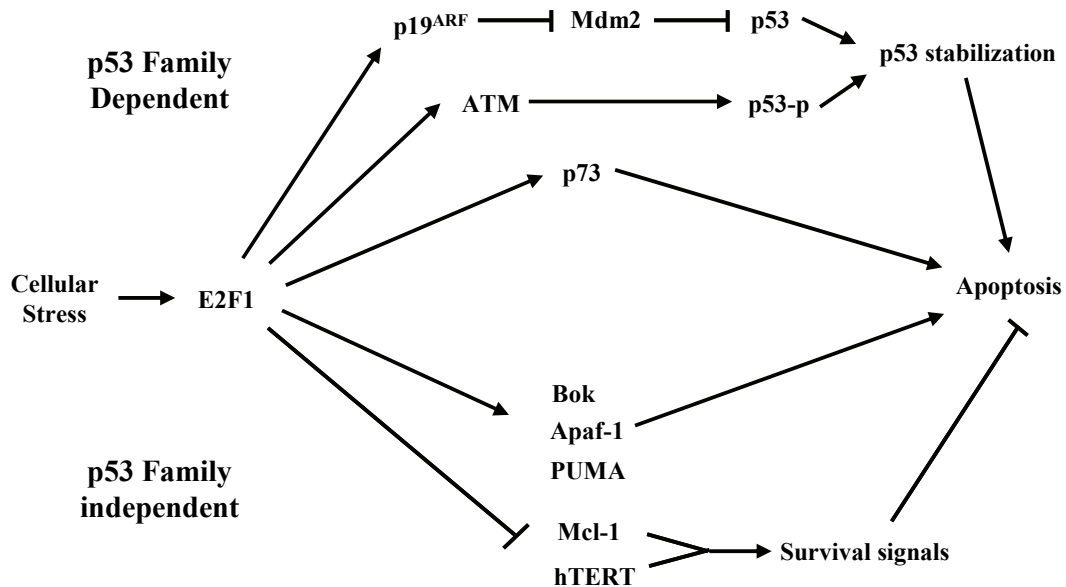 p19ARF Mdm2 p53
p53 stabilization
p53 Family
Dependent
ATM p53-p
p73
Cellular
Stress
E2F1
Apoptosis
Bok
Apaf-1
PUMA
p53 Family
independent
Mcl-1
hTERT
Survival signals